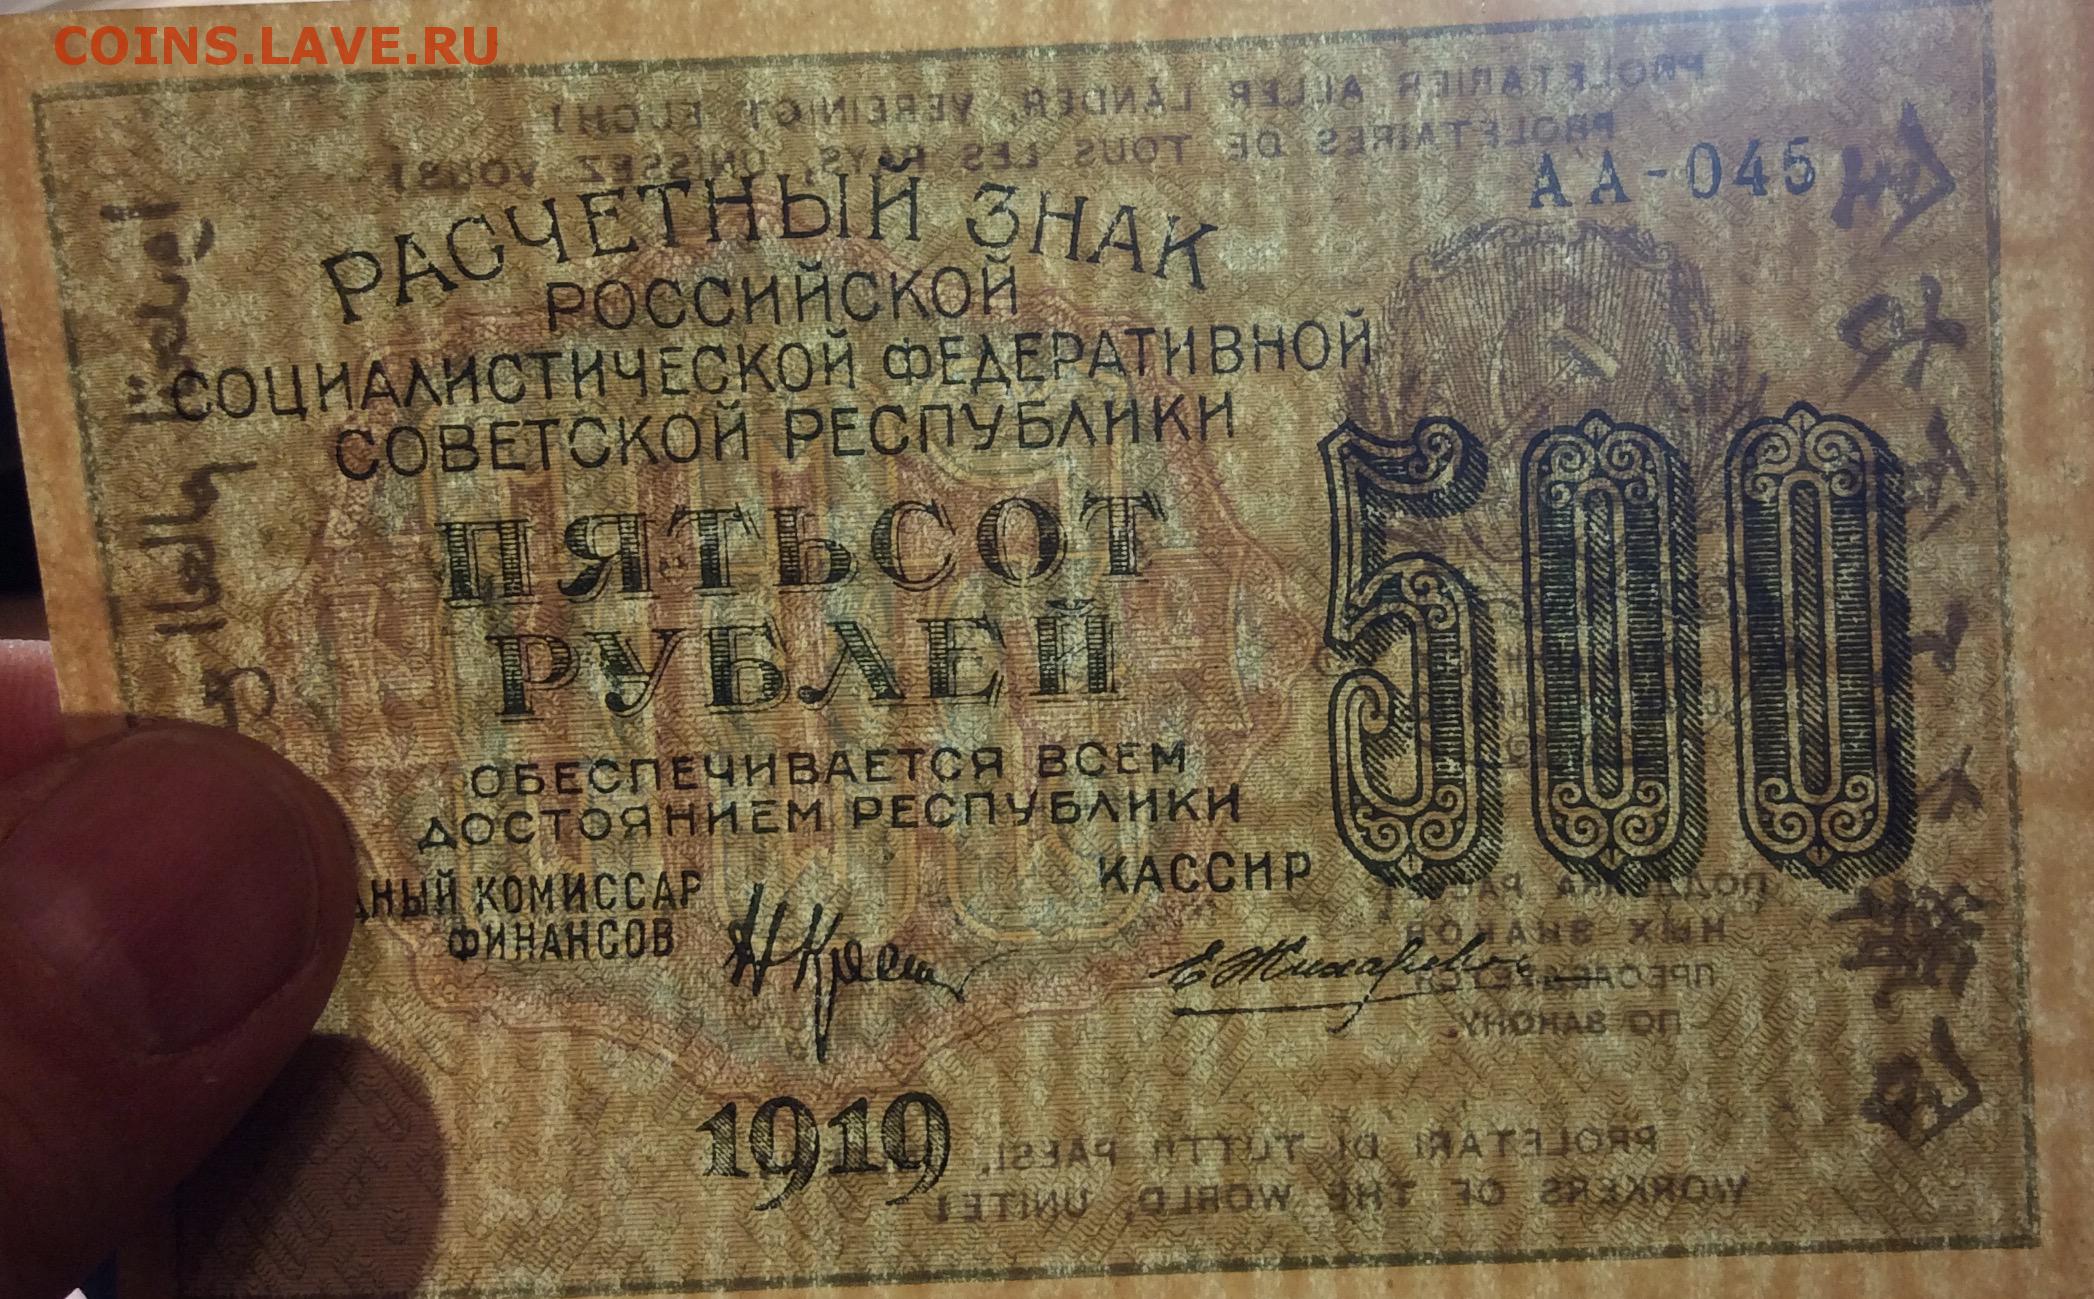 COINS.LAVE.RU
PROLETARIER ALLER LÄNDER, VEREINIGT EUCH!
PROLÉTAIRES DE TOUS LES PAYS, UNISSEZ VOUS!
АА-045
РАСЧЕТНЫЙ ЗНАК
РОССИЙСКОЙ
СОЦИАЛИСТИЧЕСКОЙ ФЕДЕРАТИВНОЙ
СОВЕТСКОЙ РЕСПУБЛИКИ
ПЯТЬСОТ
РУБЛЕЙ
500
ОБЕСПЕЧИВАЕТСЯ ВСЕМ
ДОСТОЯНИЕМ РЕСПУБЛИКИ
НЫЙ КОМИССАР
ФИНАНСОВ
КАССИР
Е Жихарев
ПО ЗАКОНУ.
1919
PROLETARI DI TUTTI I PAESI,
WORKERS OF THE WORLD, UNITE!